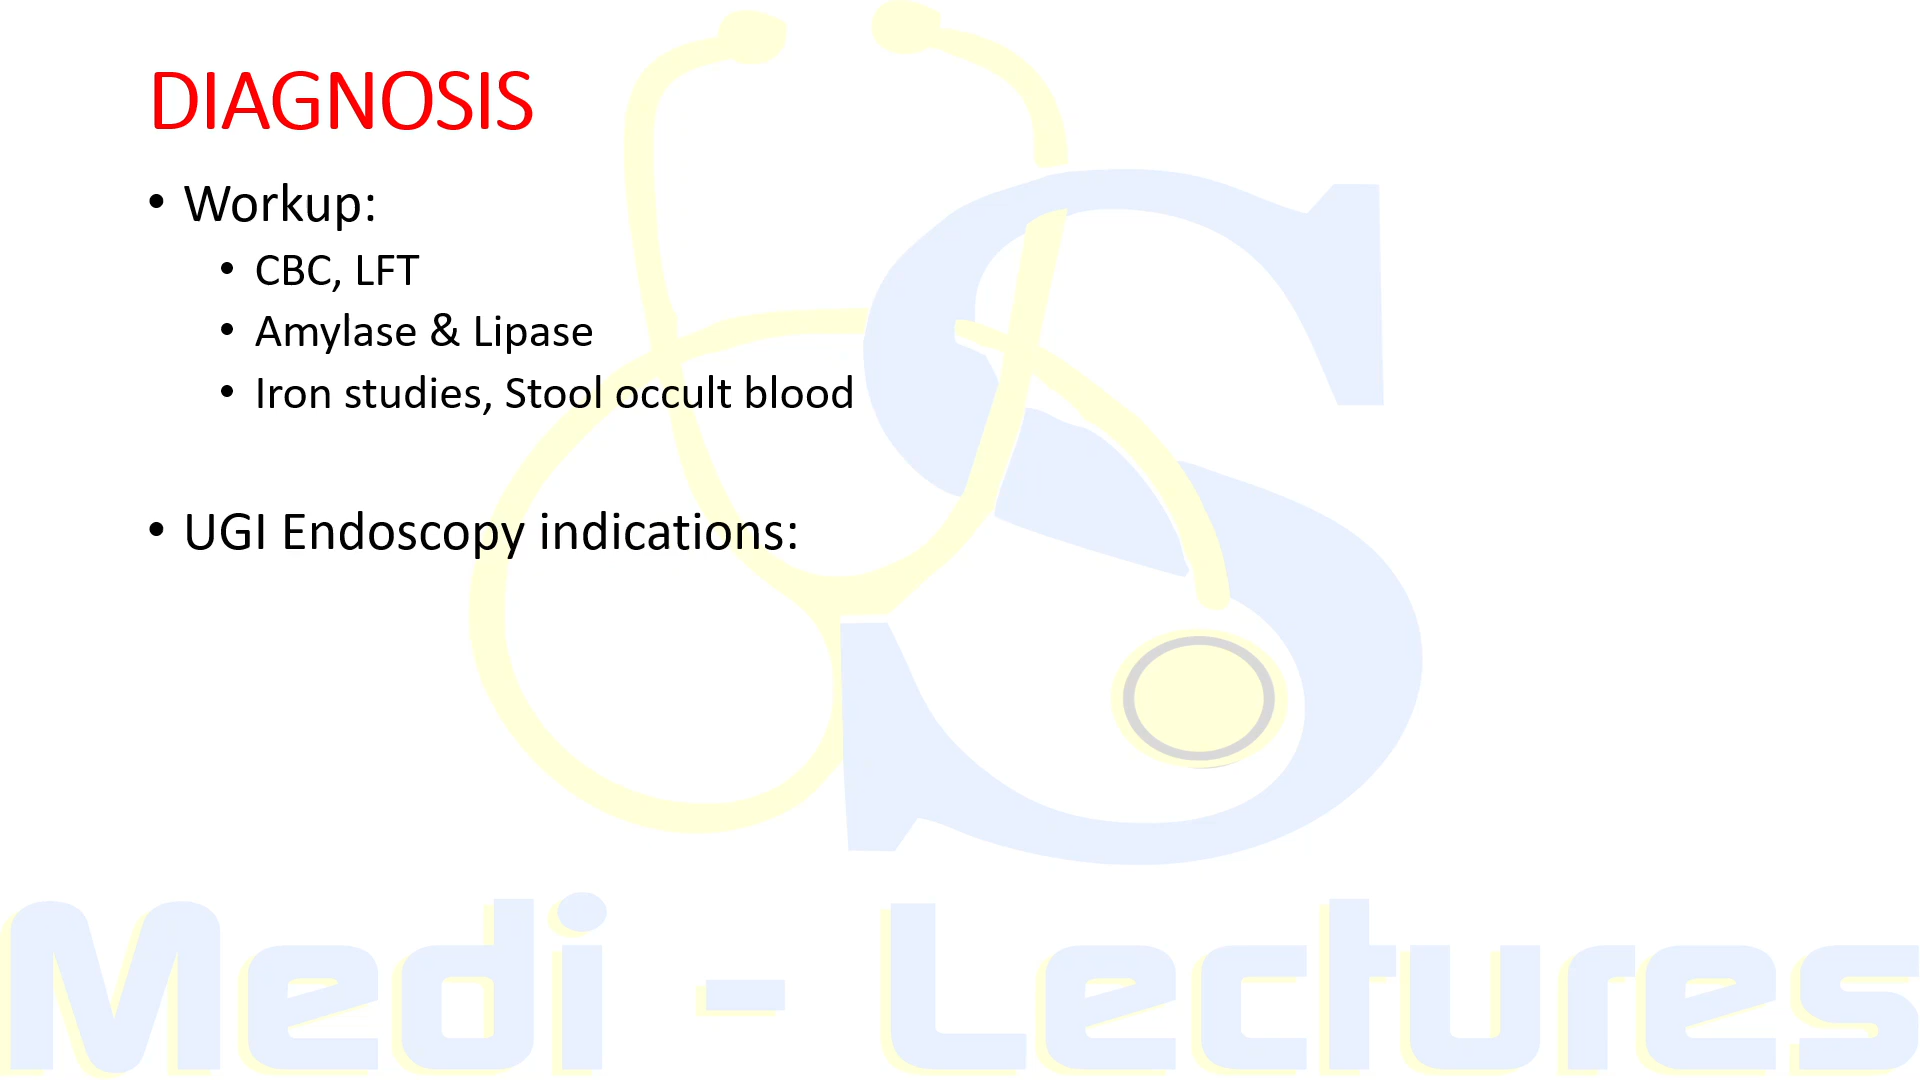 DIAGNOSIS
• Workup:
• CBC, LFT
• Amylase & Lipase
• Iron studies, Stool occult blood
• UGI Endoscopy indications:
Medi - Lectures